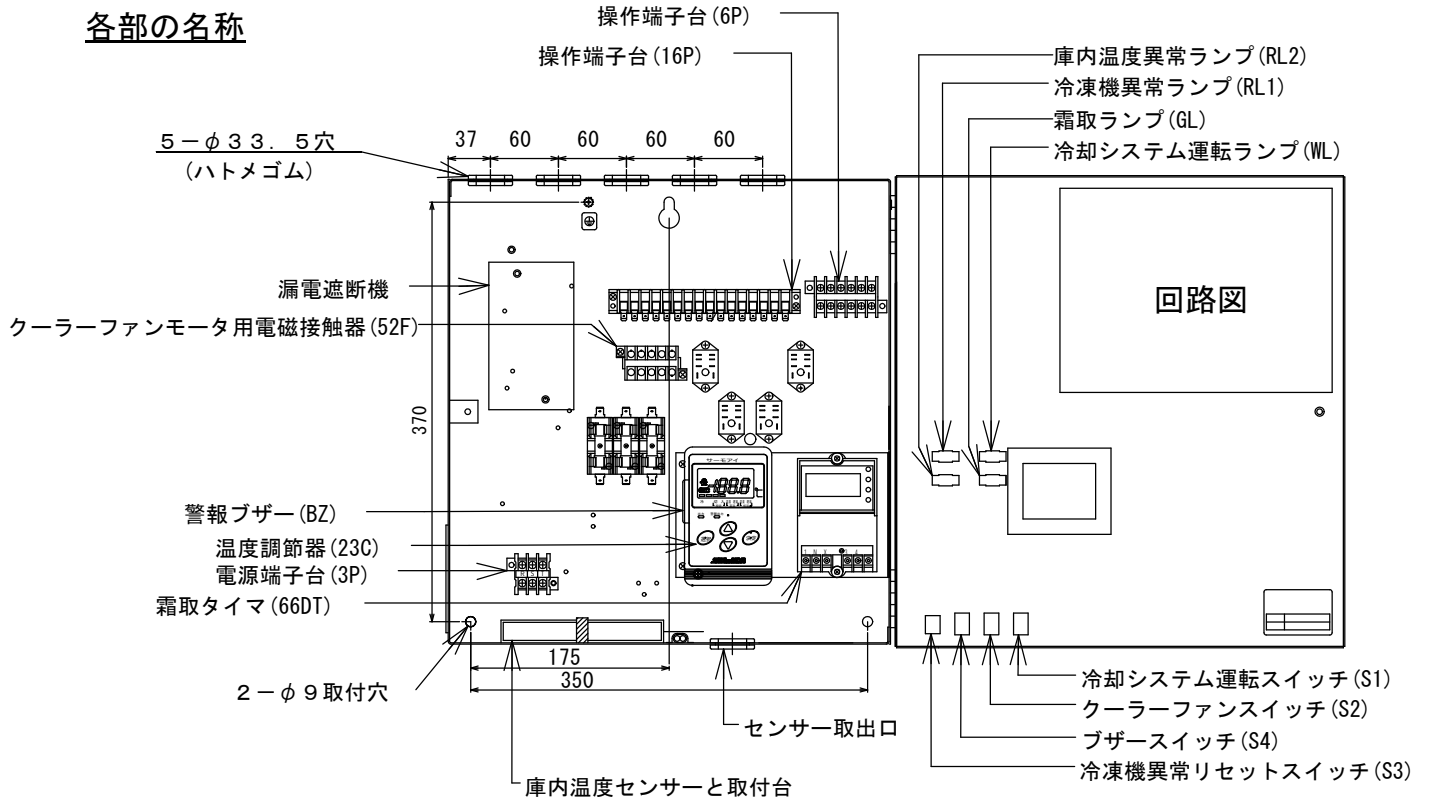 各部の名称
操作端子台(6P)
操作端子台(16P)
庫内温度異常ランプ(RL2)
冷凍機異常ランプ(RL1)
霜取ランプ(GL)
冷却システム運転ランプ(WL)
5-φ33.5穴
(ハトメゴム)
37 60 60 60 60
漏電遮断機
クーラーファンモータ用電磁接触器(52F)
回路図
370
サーモアイ
警報ブザー(BZ)
温度調節器(23C)
電源端子台(3P)
霜取タイマ(66DT)
175
350
2-φ9取付穴
センサー取出口
庫内温度センサーと取付台
冷却システム運転スイッチ(S1)
クーラーファンスイッチ(S2)
ブザースイッチ(S4)
冷凍機異常リセットスイッチ(S3)